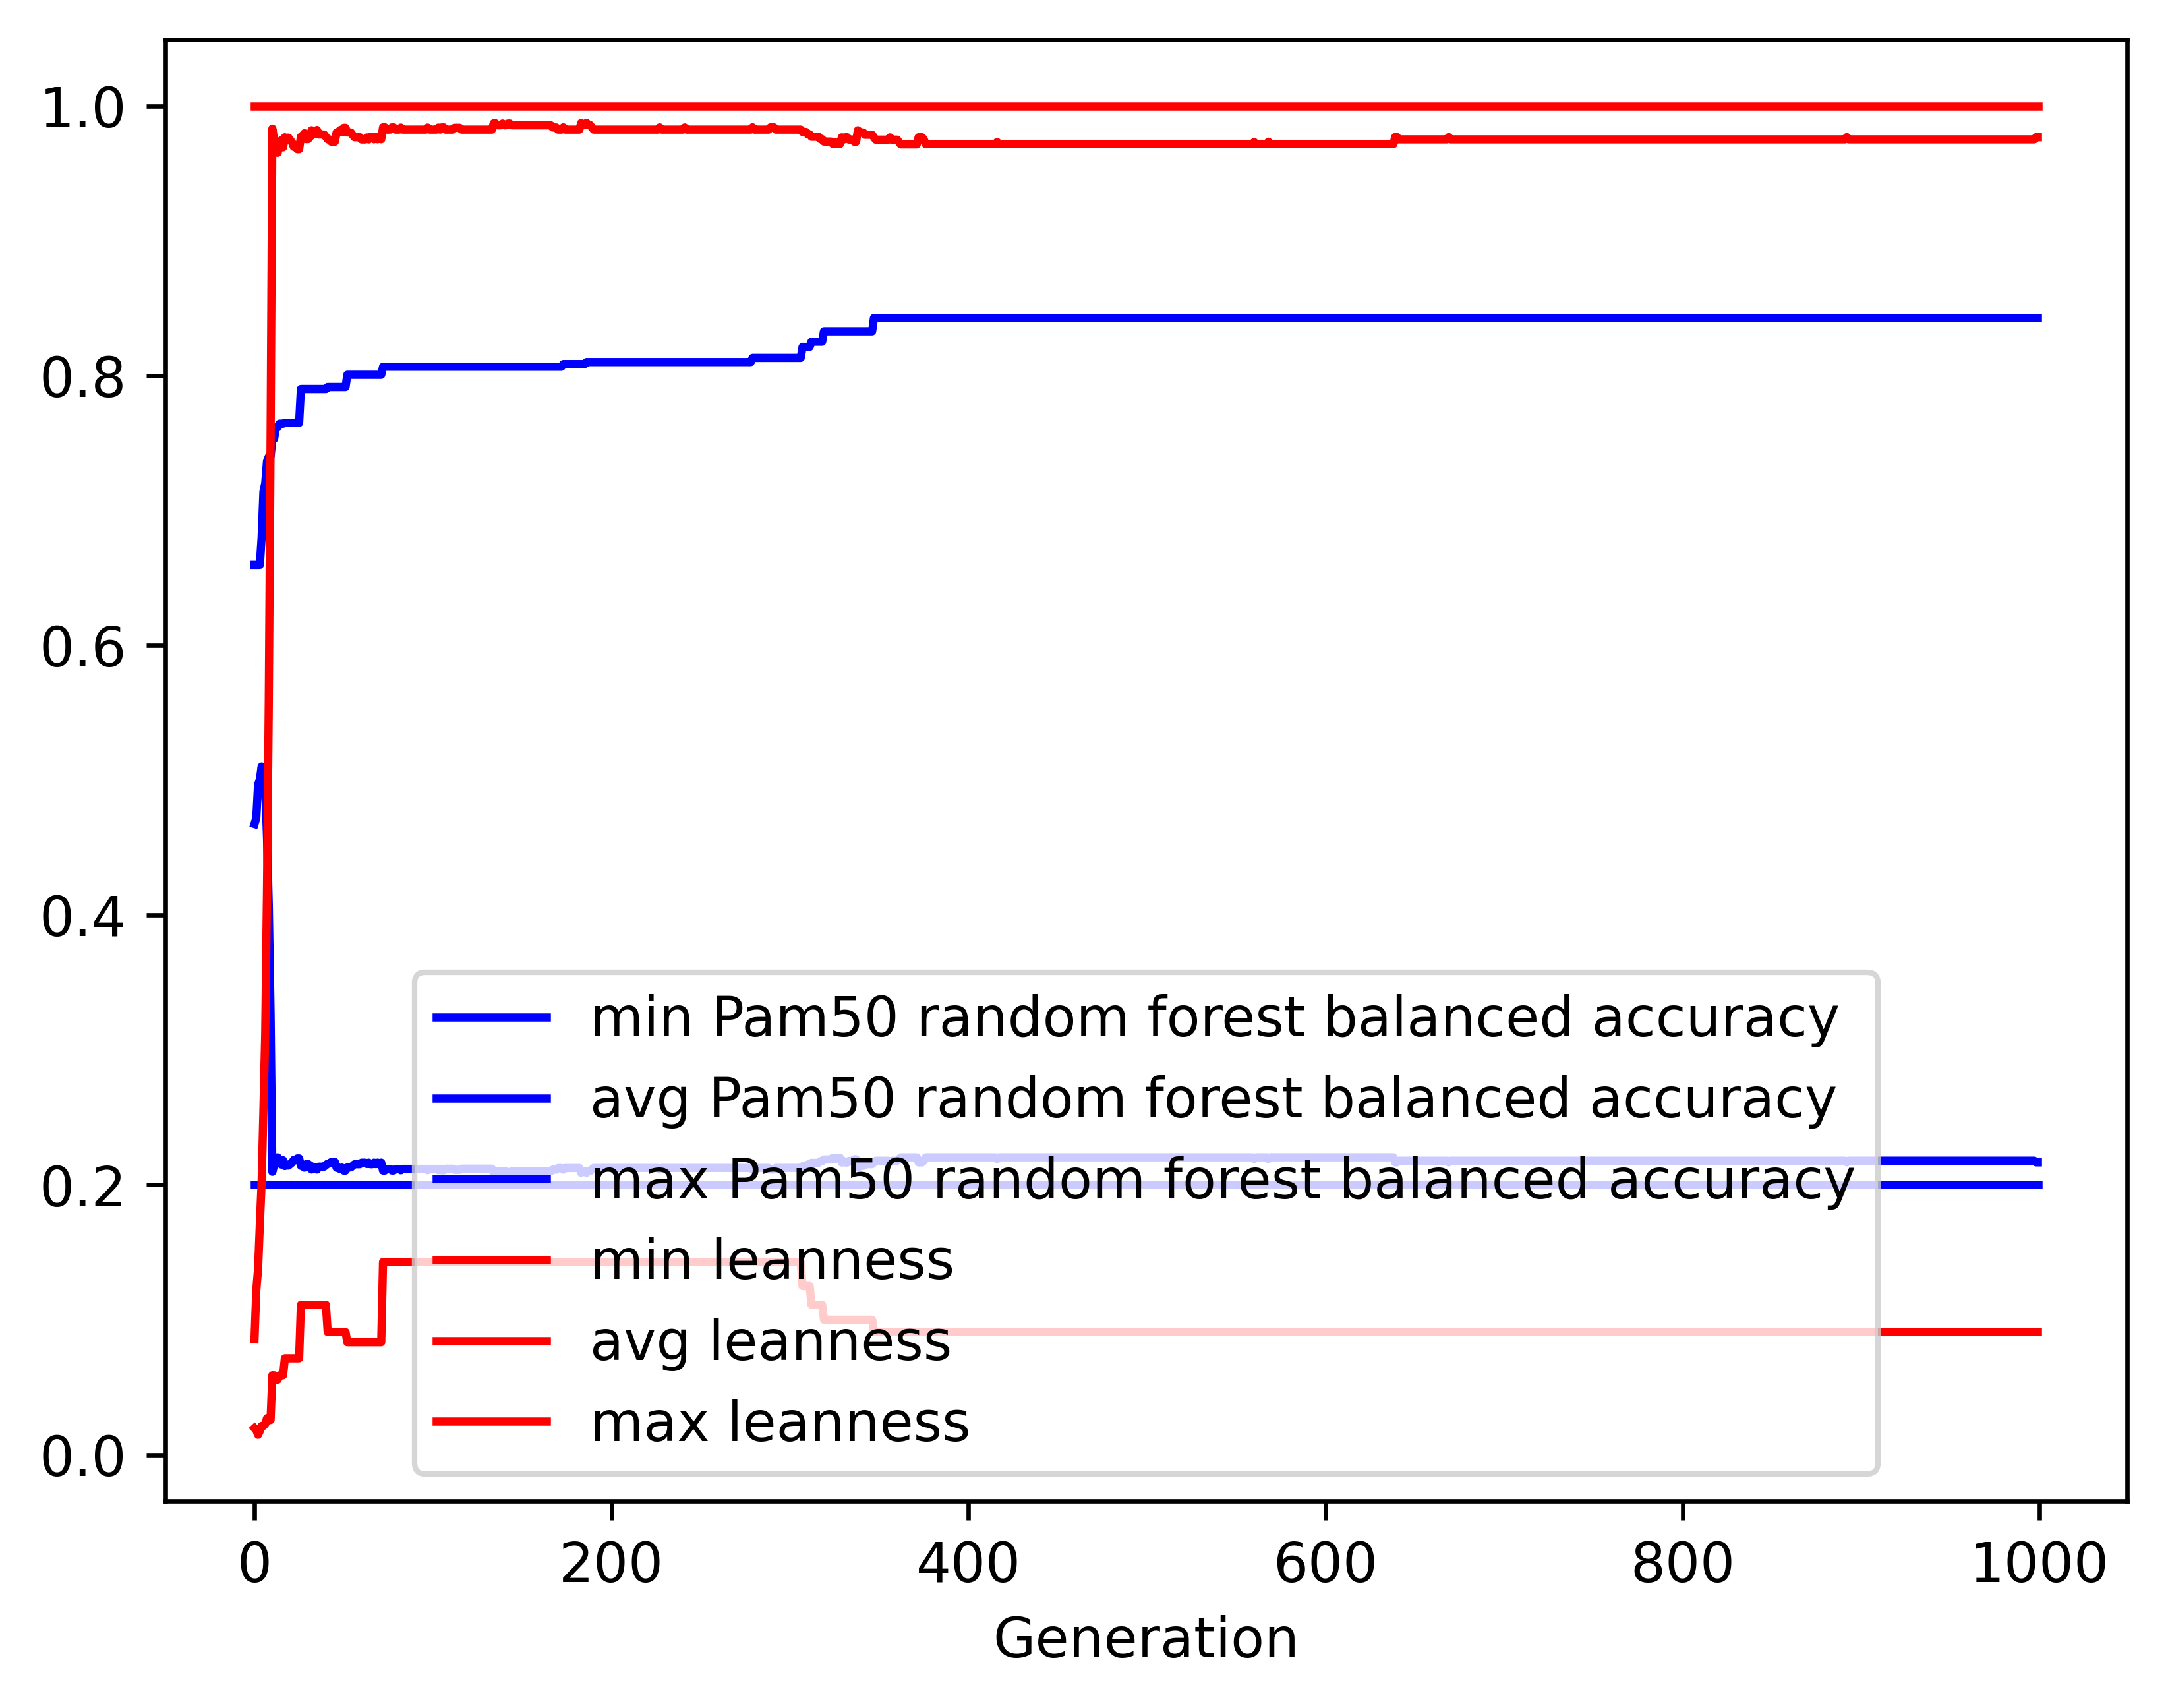 1.0
0.8
0.6
0.4
0.2
0.0
min Pam50 random forest balanced accuracy
avg Pam50 random forest balanced accuracy
max Pam50 random forest balanced accuracy
min leanness
avg leanness
max leanness
0 200 400 600 800 1000
Generation